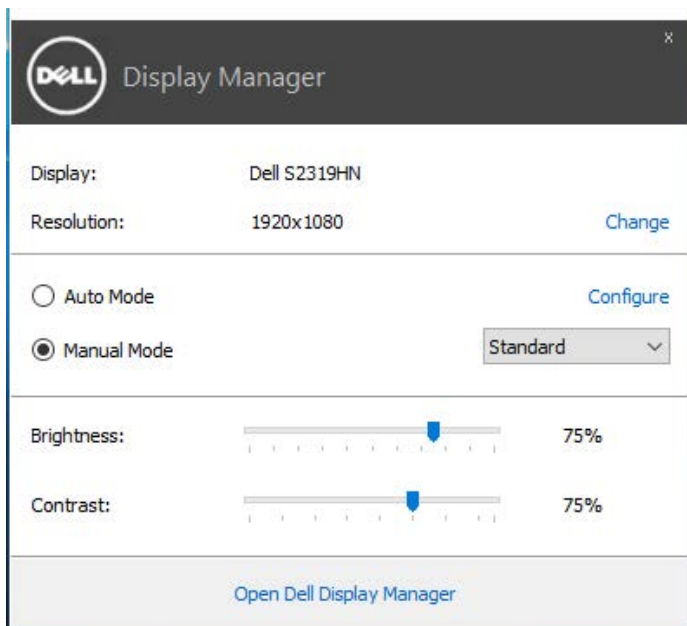 DELL Display Manager x
Display: Dell S2319HN
Resolution: 1920x1080 Change
Auto Mode Configure
Manual Mode Standard
Brightness: 75%
Contrast: 75%
Open Dell Display Manager